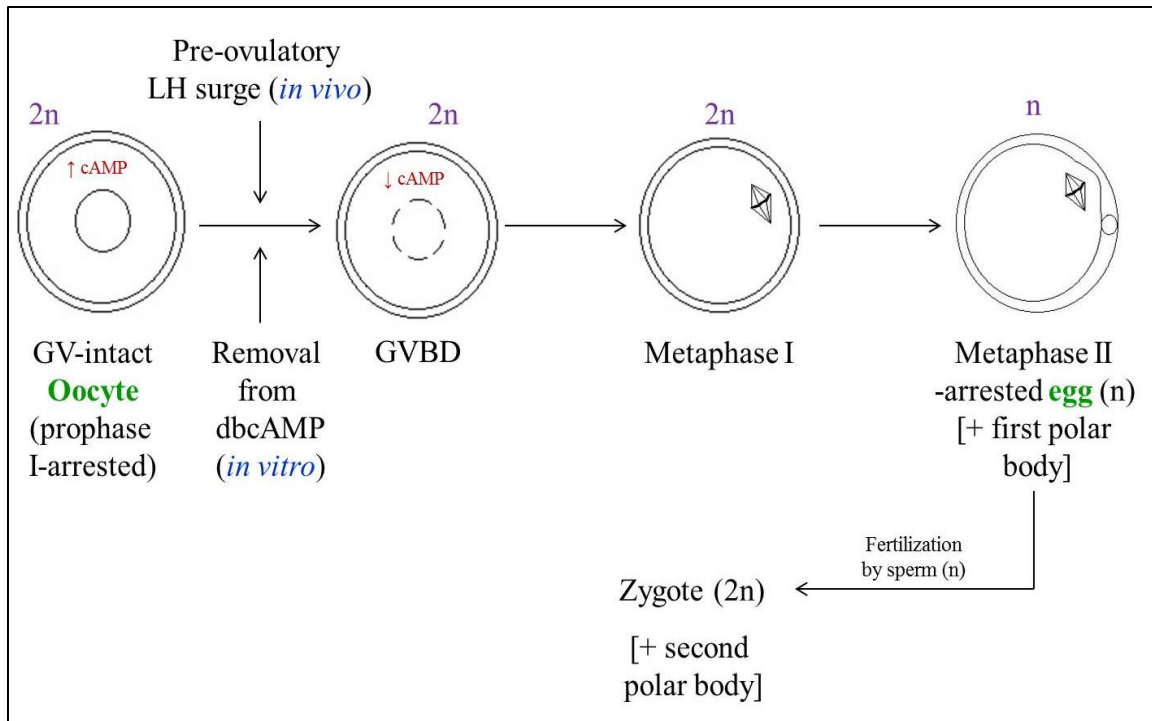 Pre-ovulatory
LH surge (in vivo)
2n
2n
2n
n
↑ cAMP
↓ cAMP
GV-intact
Oocyte
(prophase
I-arrested)
Removal
from
dbcAMP
(in vitro)
GVBD
Metaphase I
Metaphase II
-arrested egg (n)
[+ first polar
body]
Fertilization
by sperm (n)
Zygote (2n)
[+ second
polar body]